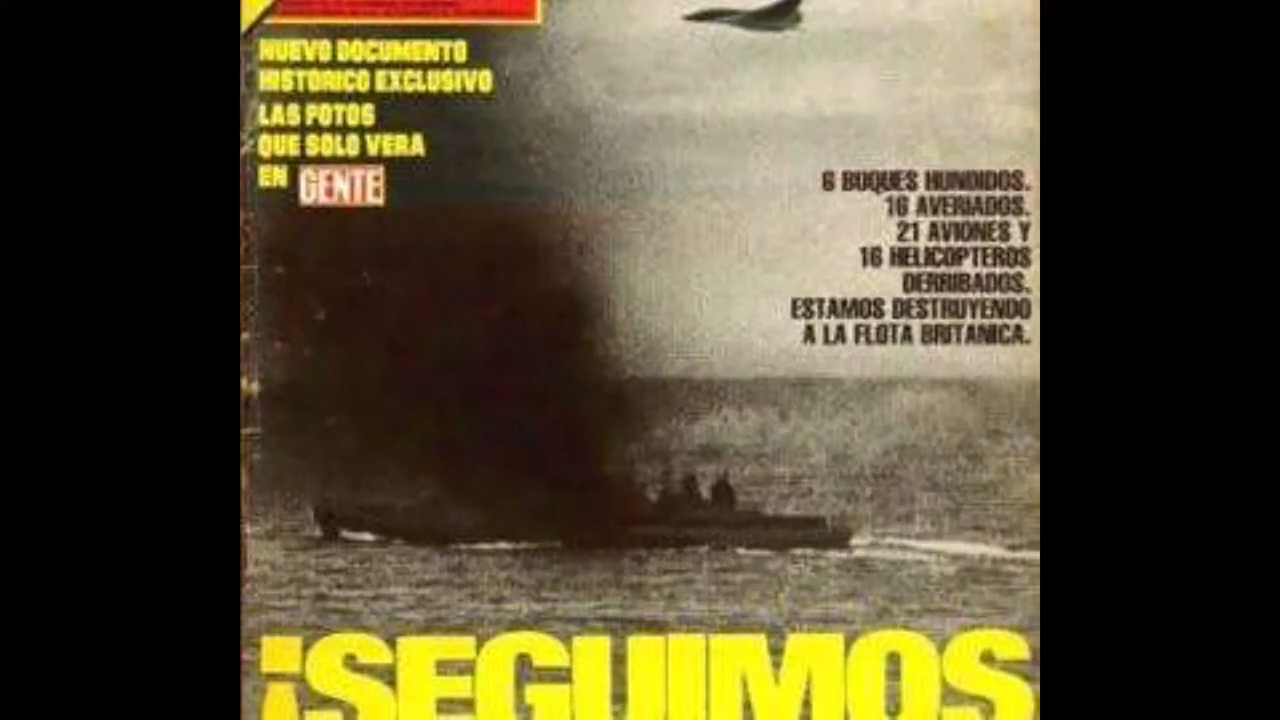 NUEVO DOCUMENTO
HISTORICO EXCLUSIVO
LAS FOTOS
QUE SOLO VERA
EN GENTE
6 BUQUES HUNDIDOS.
16 AVERIADOS.
21 AVIONES Y
16 HELICOPTEROS
DERRIBADOS.
ESTAMOS DESTRUYENDO
A LA FLOTA BRITANICA.
¡SEGUIMOS